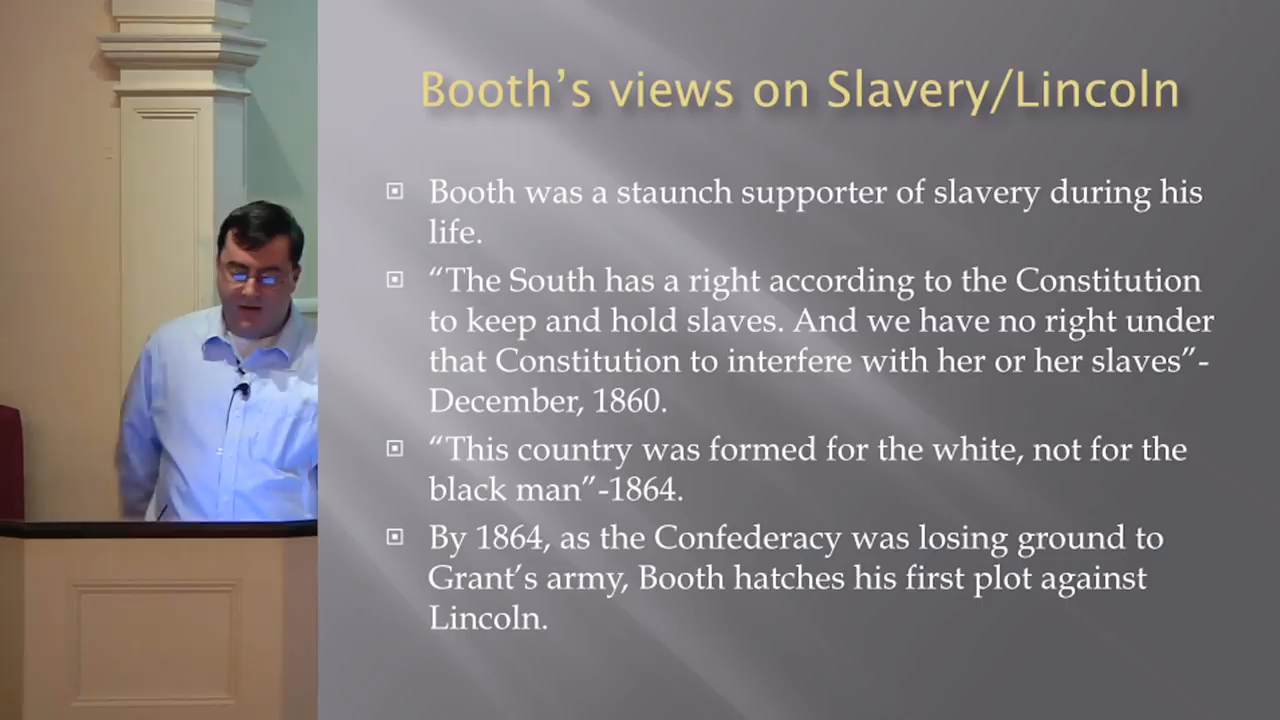 Booth’s views on Slavery/Lincoln
Booth was a staunch supporter of slavery during his
life.
“The South has a right according to the Constitution
to keep and hold slaves. And we have no right under
that Constitution to interfere with her or her slaves”-
December, 1860.
“This country was formed for the white, not for the
black man”-1864.
By 1864, as the Confederacy was losing ground to
Grant’s army, Booth hatches his first plot against
Lincoln.